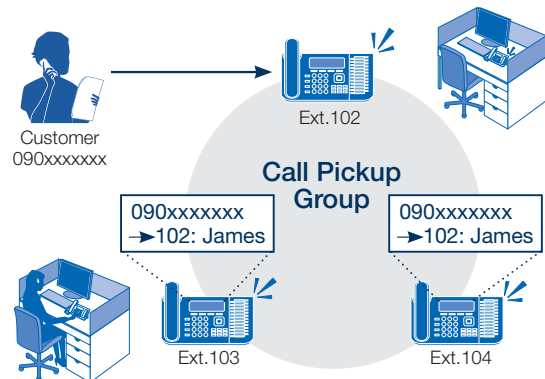 Customer
090xxxxxxx
Ext.102
Call Pickup
Group
090xxxxxxx
→102: James
090xxxxxxx
→102: James
Ext.103
Ext.104